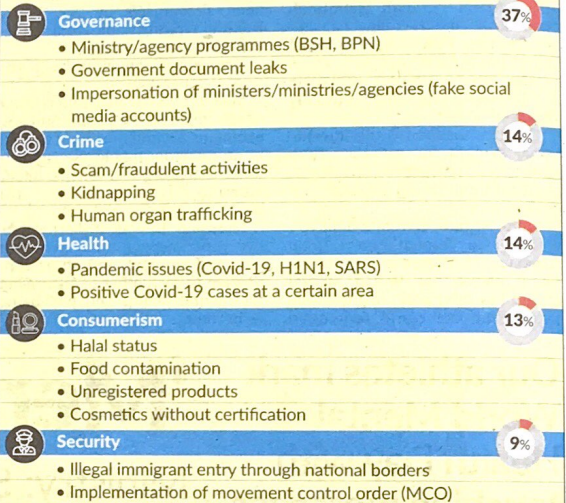 Governance
37%
• Ministry/agency programmes (BSH, BPN)
• Government document leaks
• Impersonation of ministers/ministries/agencies (fake social
media accounts)
Crime
14%
• Scam/fraudulent activities
• Kidnapping
• Human organ trafficking
Health
14%
• Pandemic issues (Covid-19, H1N1, SARS)
• Positive Covid-19 cases at a certain area
Consumerism
13%
• Halal status
• Food contamination
• Unregistered products
• Cosmetics without certification
Security
9%
• Illegal immigrant entry through national borders
• Implementation of movement control order (MCO)